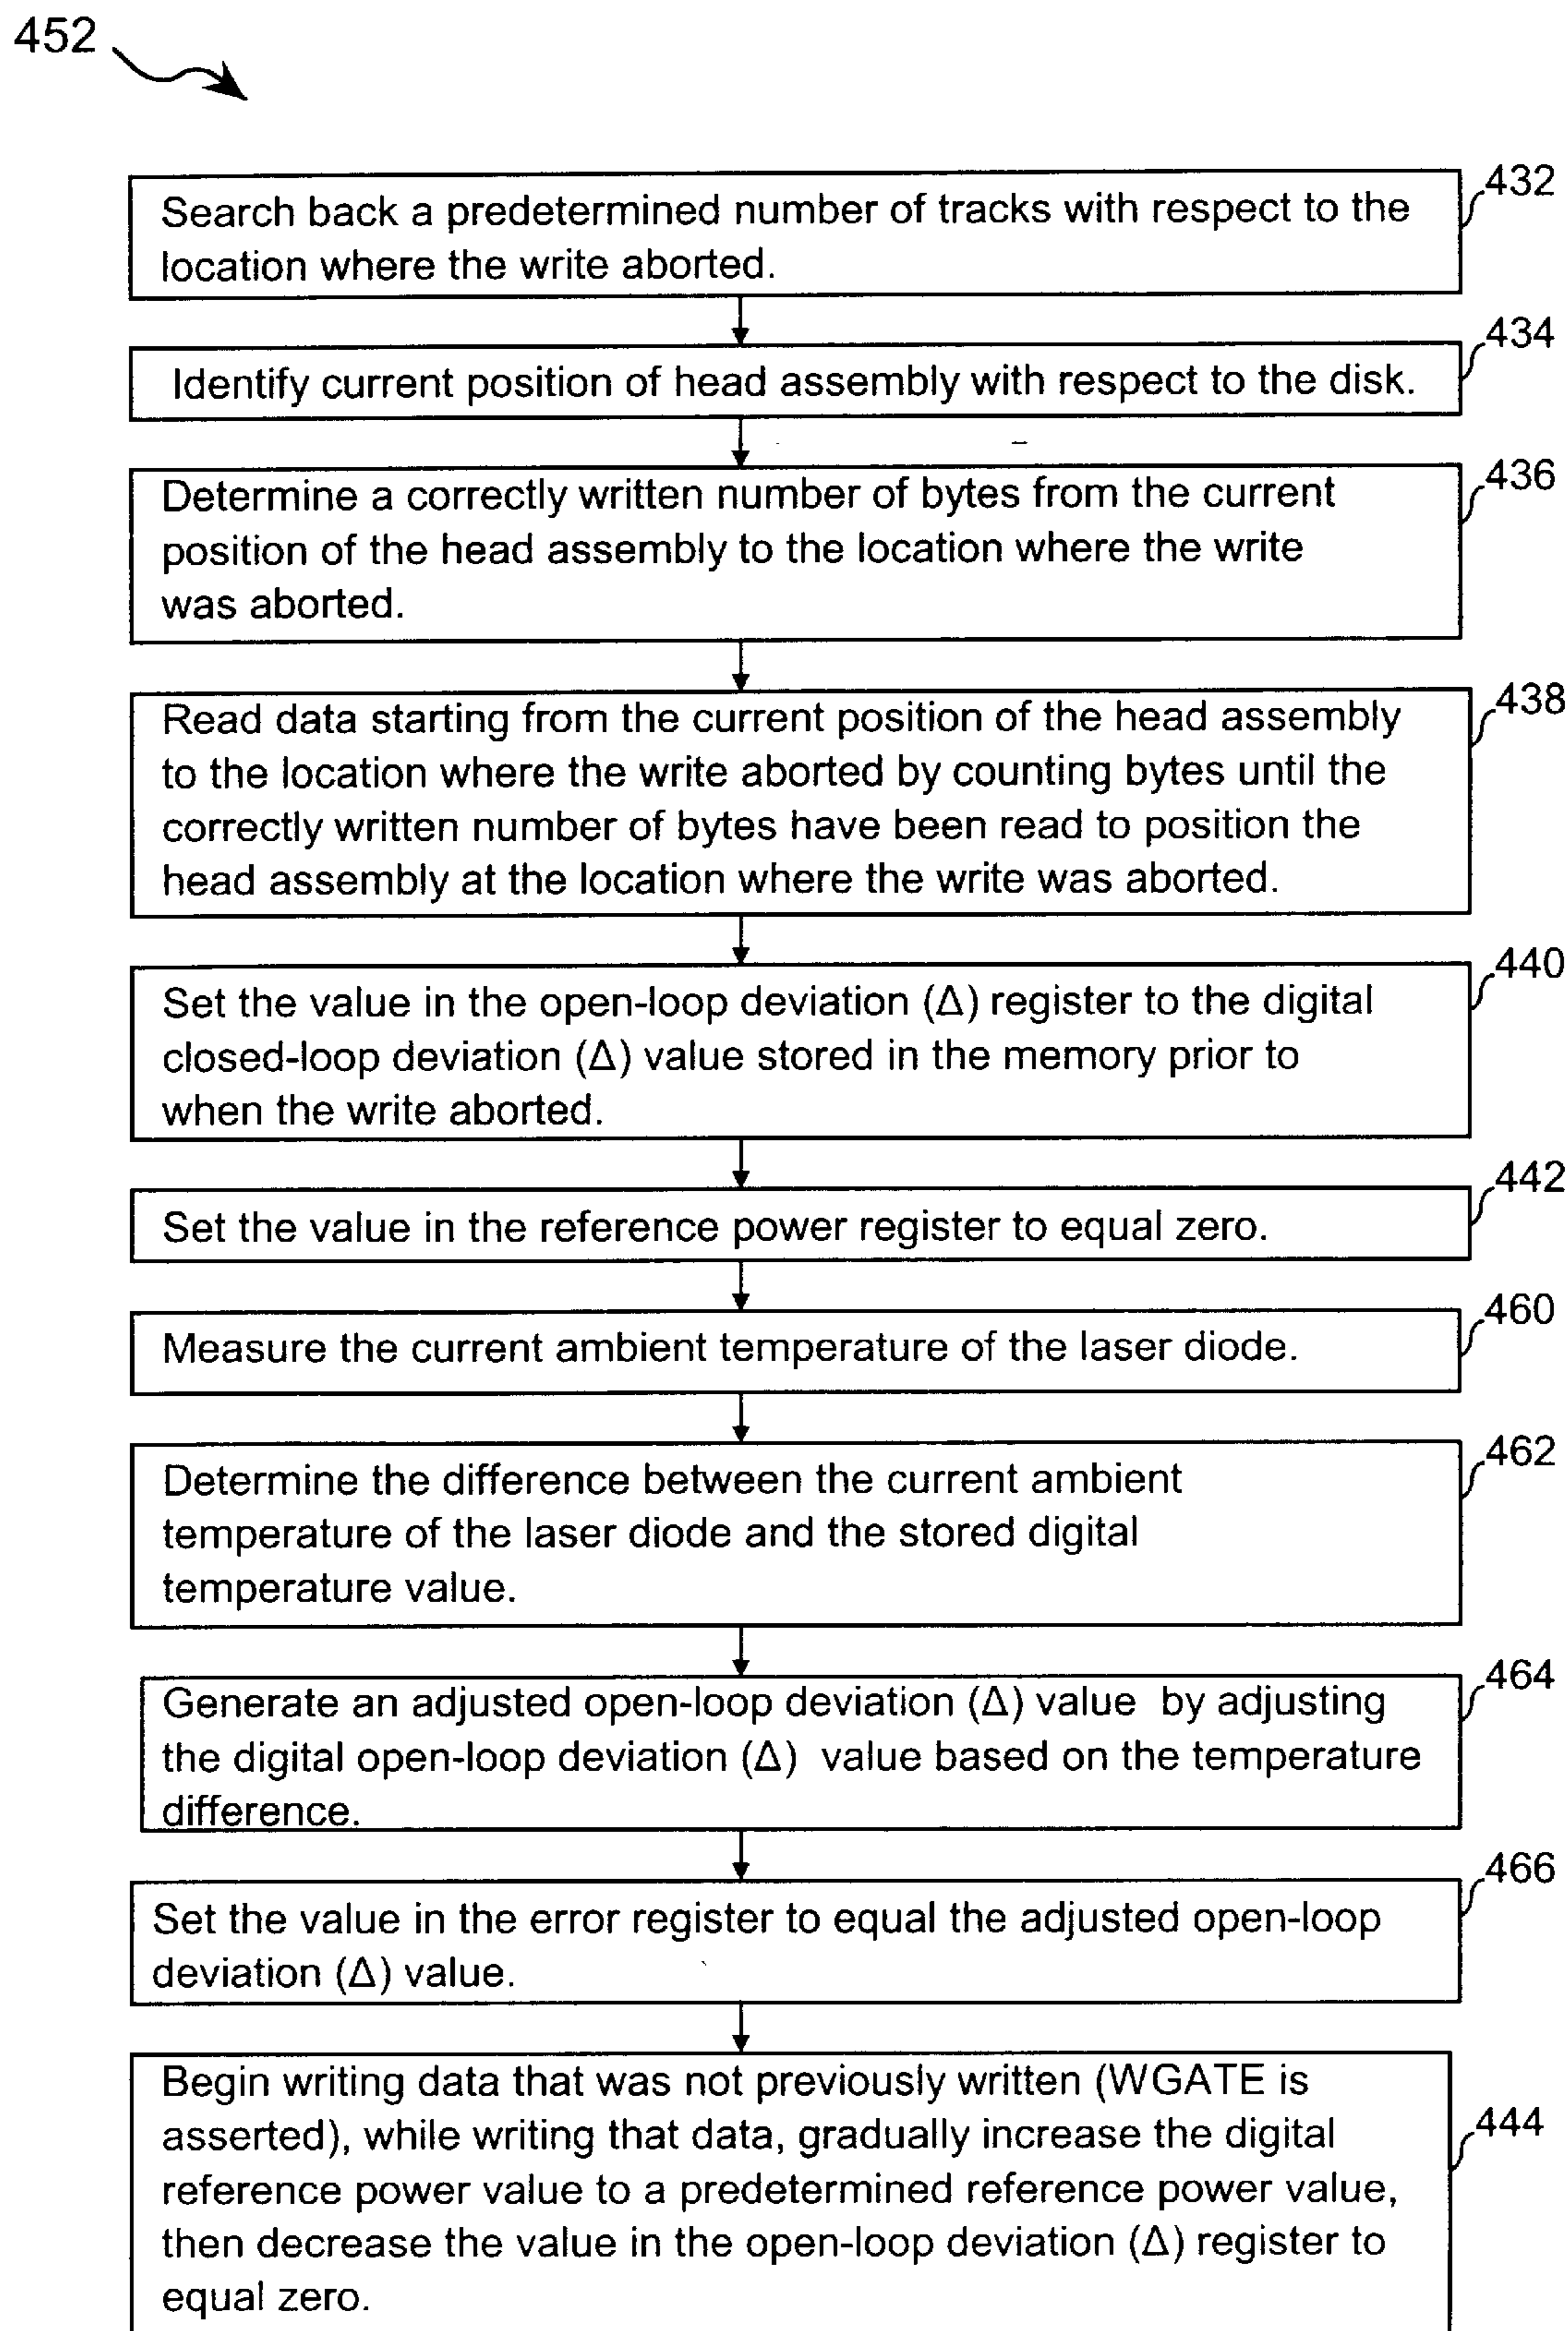 452
432
Search back a predetermined number of tracks with respect to the
location where the write aborted.
434
Identify current position of head assembly with respect to the disk.
436
Determine a correctly written number of bytes from the current
position of the head assembly to the location where the write
was aborted.
438
Read data starting from the current position of the head assembly
to the location where the write aborted by counting bytes until the
correctly written number of bytes have been read to position the
head assembly at the location where the write was aborted.
440
Set the value in the open-loop deviation (Δ) register to the digital
closed-loop deviation (Δ) value stored in the memory prior to
when the write aborted.
442
Set the value in the reference power register to equal zero.
460
Measure the current ambient temperature of the laser diode.
462
Determine the difference between the current ambient
temperature of the laser diode and the stored digital
temperature value.
464
Generate an adjusted open-loop deviation (Δ) value by adjusting
the digital open-loop deviation (Δ) value based on the temperature
difference.
466
Set the value in the error register to equal the adjusted open-loop
deviation (Δ) value.
444
Begin writing data that was not previously written (WGATE is
asserted), while writing that data, gradually increase the digital
reference power value to a predetermined reference power value,
then decrease the value in the open-loop deviation (Δ) register to
equal zero.